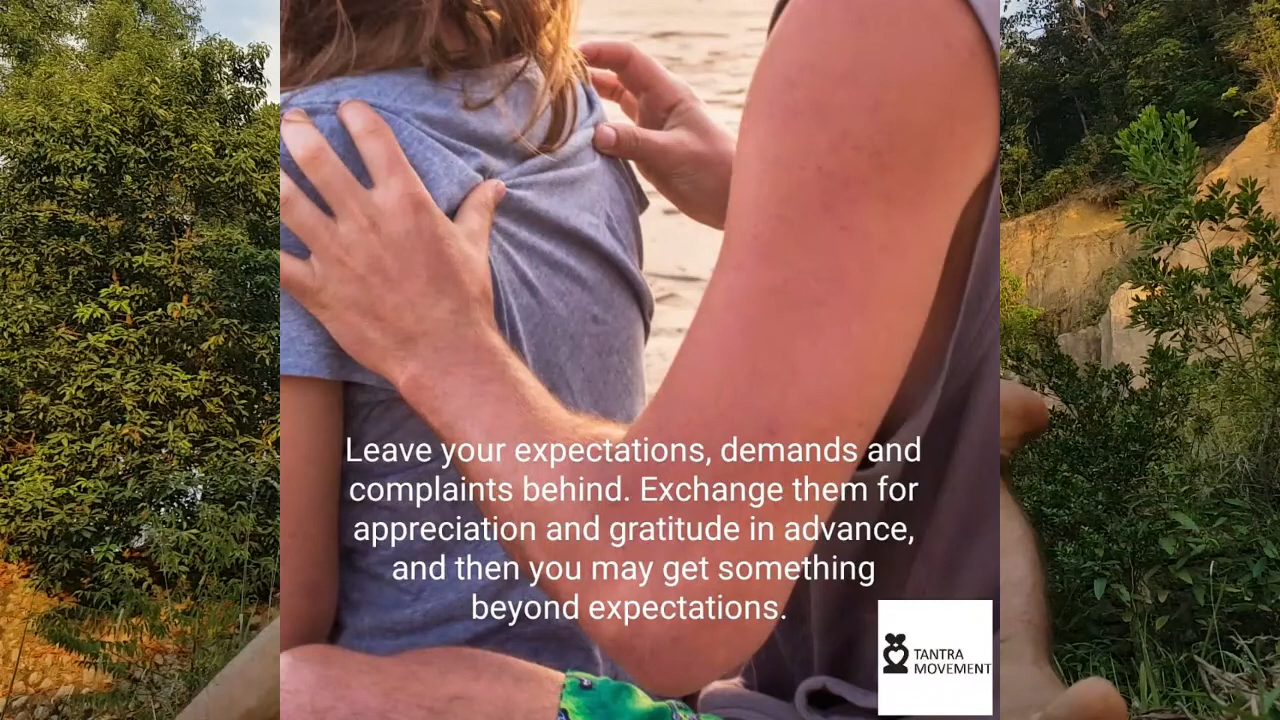 Leave your expectations, demands and
complaints behind. Exchange them for
appreciation and gratitude in advance,
and then you may get something
beyond expectations.
TANTRA
MOVEMENT